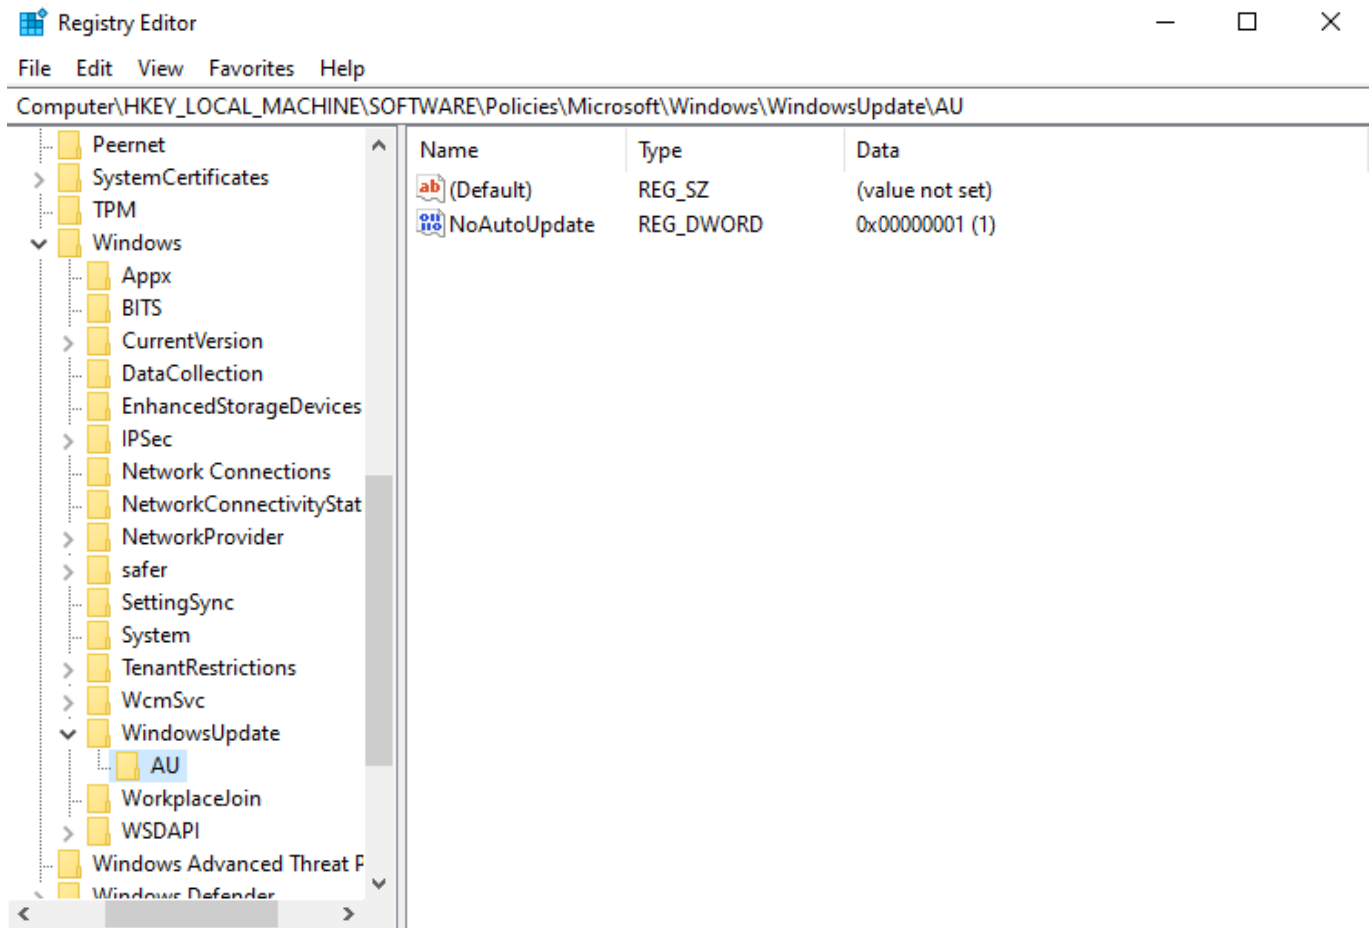 Registry Editor
File Edit View Favorites Help
Computer\HKEY_LOCAL_MACHINE\SOFTWARE\Policies\Microsoft\Windows\WindowsUpdate\AU
Peernet
SystemCertificates
TPM
Windows
Appx
BITS
CurrentVersion
DataCollection
EnhancedStorageDevices
IPSec
Network Connections
NetworkConnectivityStat
NetworkProvider
safer
SettingSync
System
TenantRestrictions
WcmSvc
WindowsUpdate
AU
WorkplaceJoin
WSDAPI
Windows Advanced Threat P
Windows Defender
Name Type Data
(Default) REG_SZ (value not set)
NoAutoUpdate REG_DWORD 0x00000001 (1)